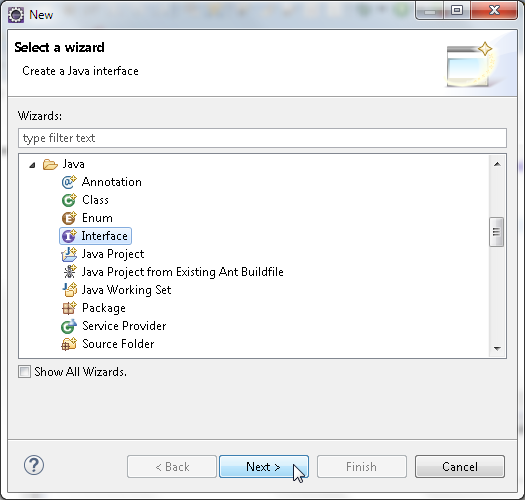 New
Select a wizard
Create a Java interface
Wizards:
type filter text
Java
Annotation
Class
Enum
Interface
Java Project
Java Project from Existing Ant Buildfile
Java Working Set
Package
Service Provider
Source Folder
Show All Wizards.
< Back Next > Finish Cancel